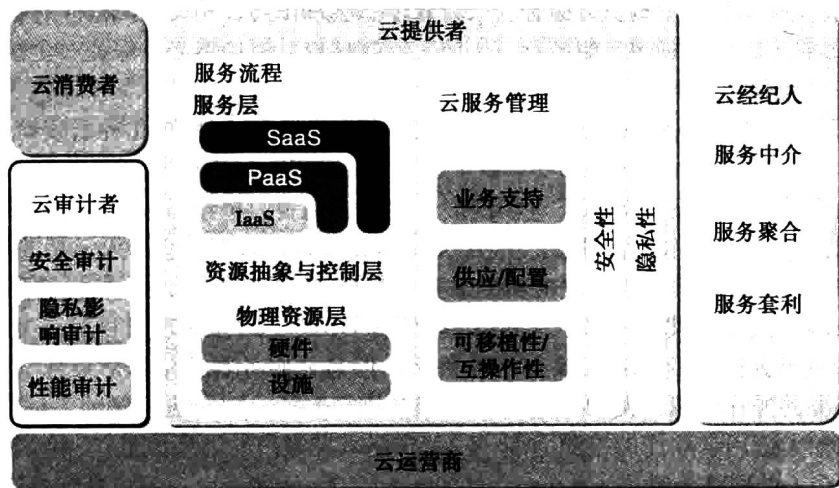 云消费者
云审计者
安全审计
隐私影
响审计
性能审计
云提供者
服务流程
服务层
SaaS
PaaS
IaaS
资源抽象与控制层
物理资源层
硬件
设施
云服务管理
业务支持
供应/配置
可移植性/
互操作性
安全性
隐私性
云经纪人
服务中介
服务聚合
服务套利
云运营商